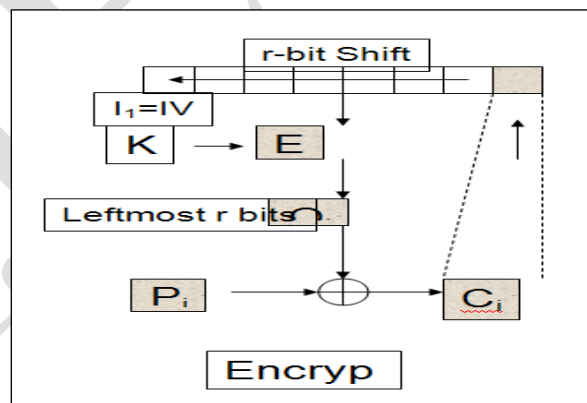 r-bit Shift
I₁=IV
K
E
Leftmost r bits
Pᵢ
Cᵢ
Encryp